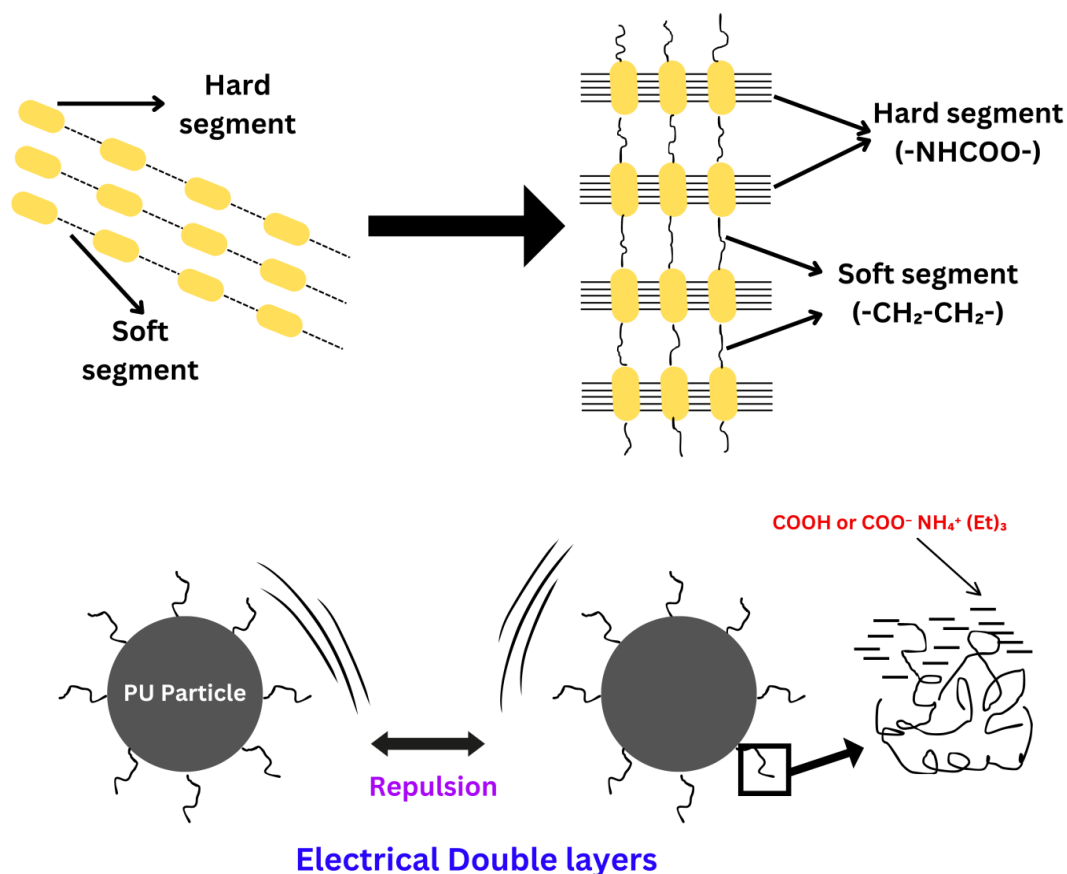 Hard
segment
Soft
segment
Hard segment
(-NHCOO-)
Soft segment
(-CH₂-CH₂-)
COOH or COO⁻ NH₄⁺ (Et)₃
PU Particle
Repulsion
Electrical Double layers